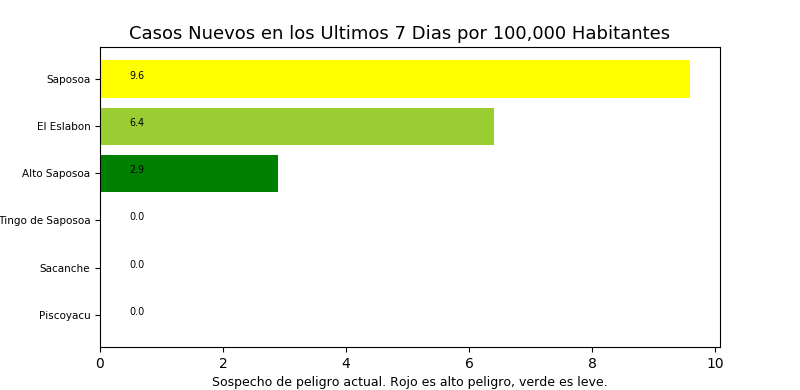 Casos Nuevos en los Ultimos 7 Dias por 100,000 Habitantes
Saposoa 9.6
El Eslabon 6.4
Alto Saposoa 2.9
Tingo de Saposoa 0.0
Sacanche 0.0
Piscoyacu 0.0
0 2 4 6 8 10
Sospecho de peligro actual. Rojo es alto peligro, verde es leve.